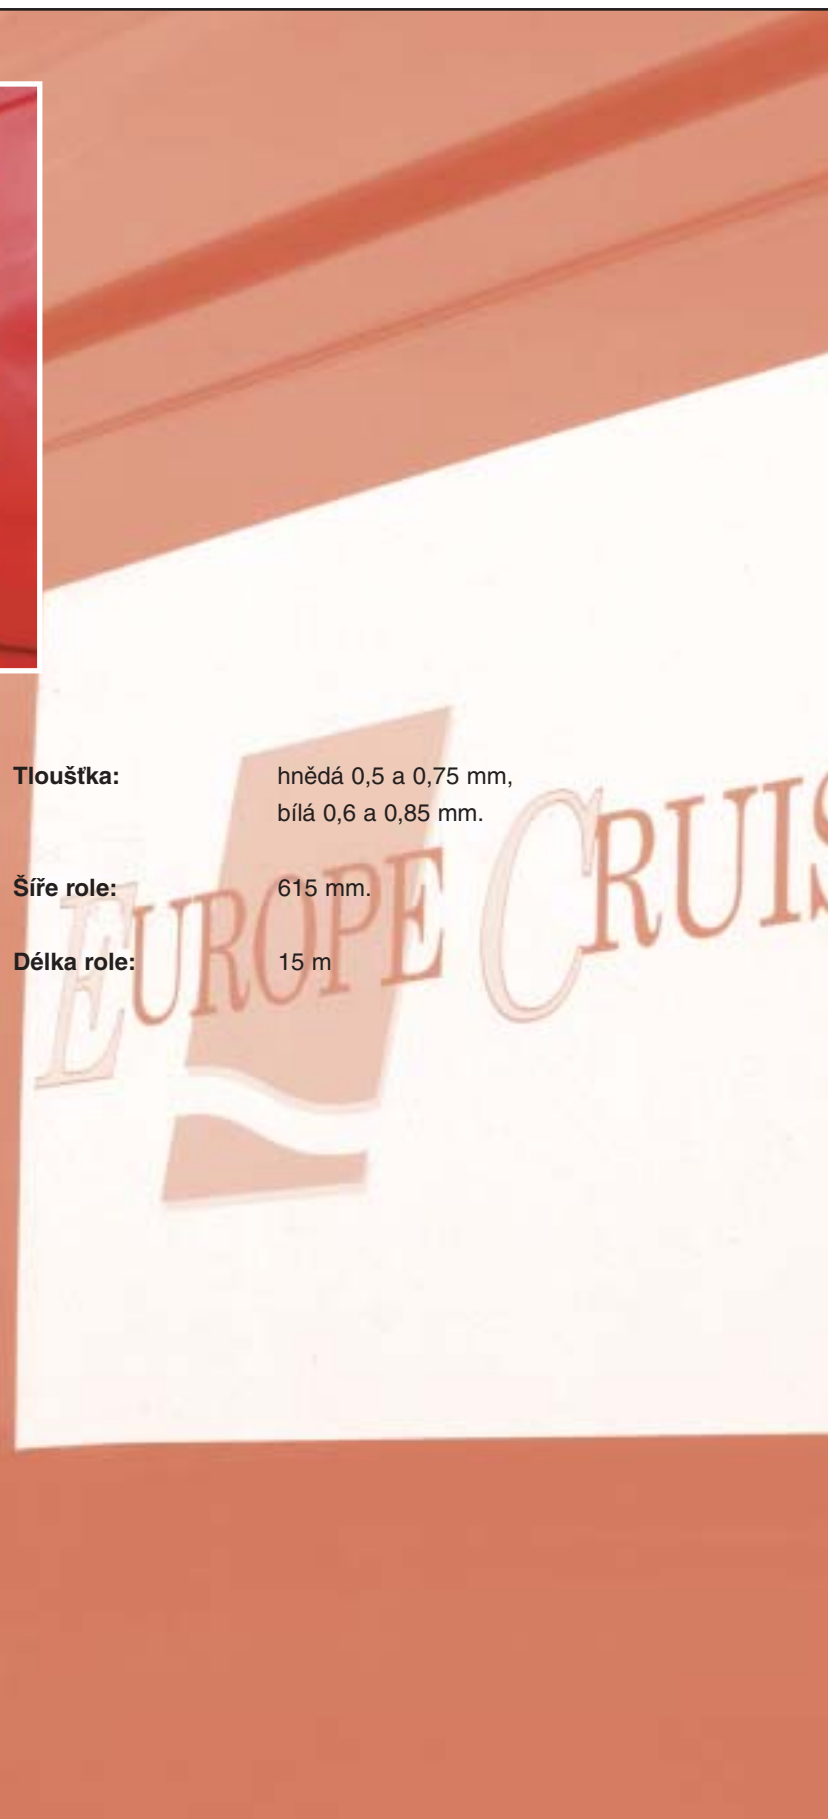 Tloušťka: hnědá 0,5 a 0,75 mm,
bílá 0,6 a 0,85 mm.
Šíře role: 615 mm.
Délka role: 15 m
EUROPE CRUIS